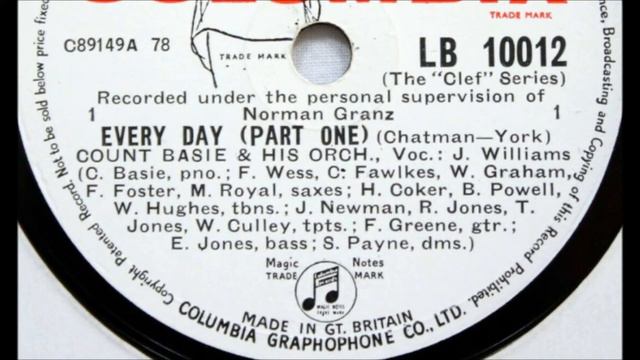 COLUMBIA
TRADE MARK
C89149A 78
TRADE MARK
LB 10012
(The "Clef" Series)
Recorded under the personal supervision of
1 Norman Granz 1
EVERY DAY (PART ONE) (Chatman—York)
COUNT BASIE & HIS ORCH., Voc.: J. Williams
(C. Basie, pno.; F. Wess, C. Fawlkes, W. Graham,
F. Foster, M. Royal, saxes; H. Coker, B. Powell,
W. Hughes, tbns.; J. Newman, R. Jones, T.
Jones, W. Culley, tpts.; F. Greene, gtr.;
E. Jones, bass; S. Payne, dms.)
Magic Notes
TRADE MARK
MAGIC NOTES
MADE IN GT. BRITAIN
COLUMBIA GRAPHOPHONE CO., LTD.
Broadcasting and Copying of this Record Prohibited.
Copyright Patented Record, Not to be sold below price fixed